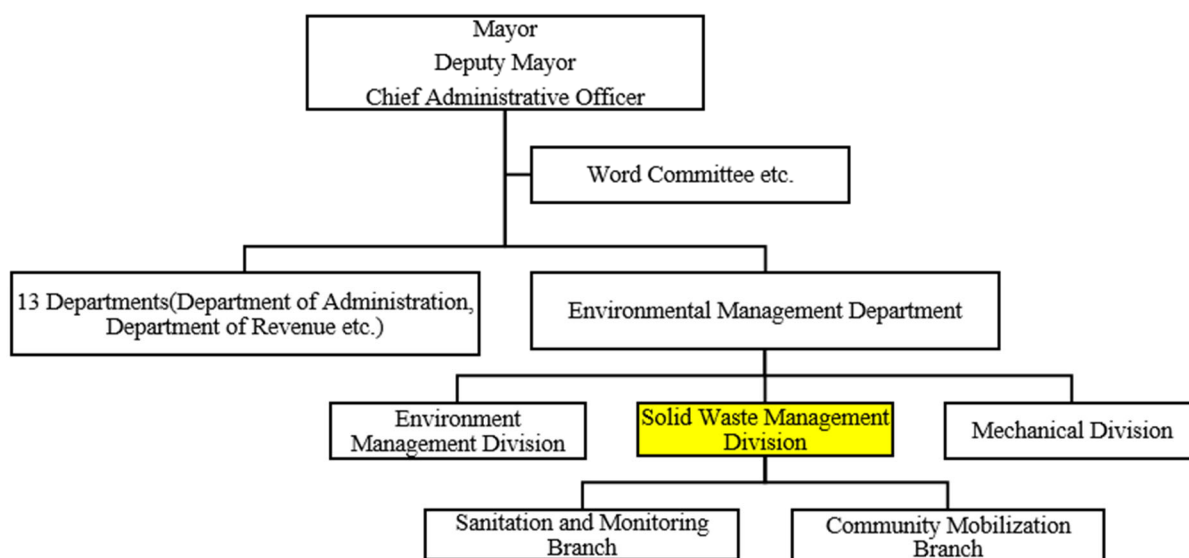 Mayor
Deputy Mayor
Chief Administrative Officer
Word Committee etc.
13 Departments(Department of Administration,
Department of Revenue etc.)
Environmental Management Department
Environment
Management Division
Solid Waste Management
Division
Mechanical Division
Sanitation and Monitoring
Branch
Community Mobilization
Branch